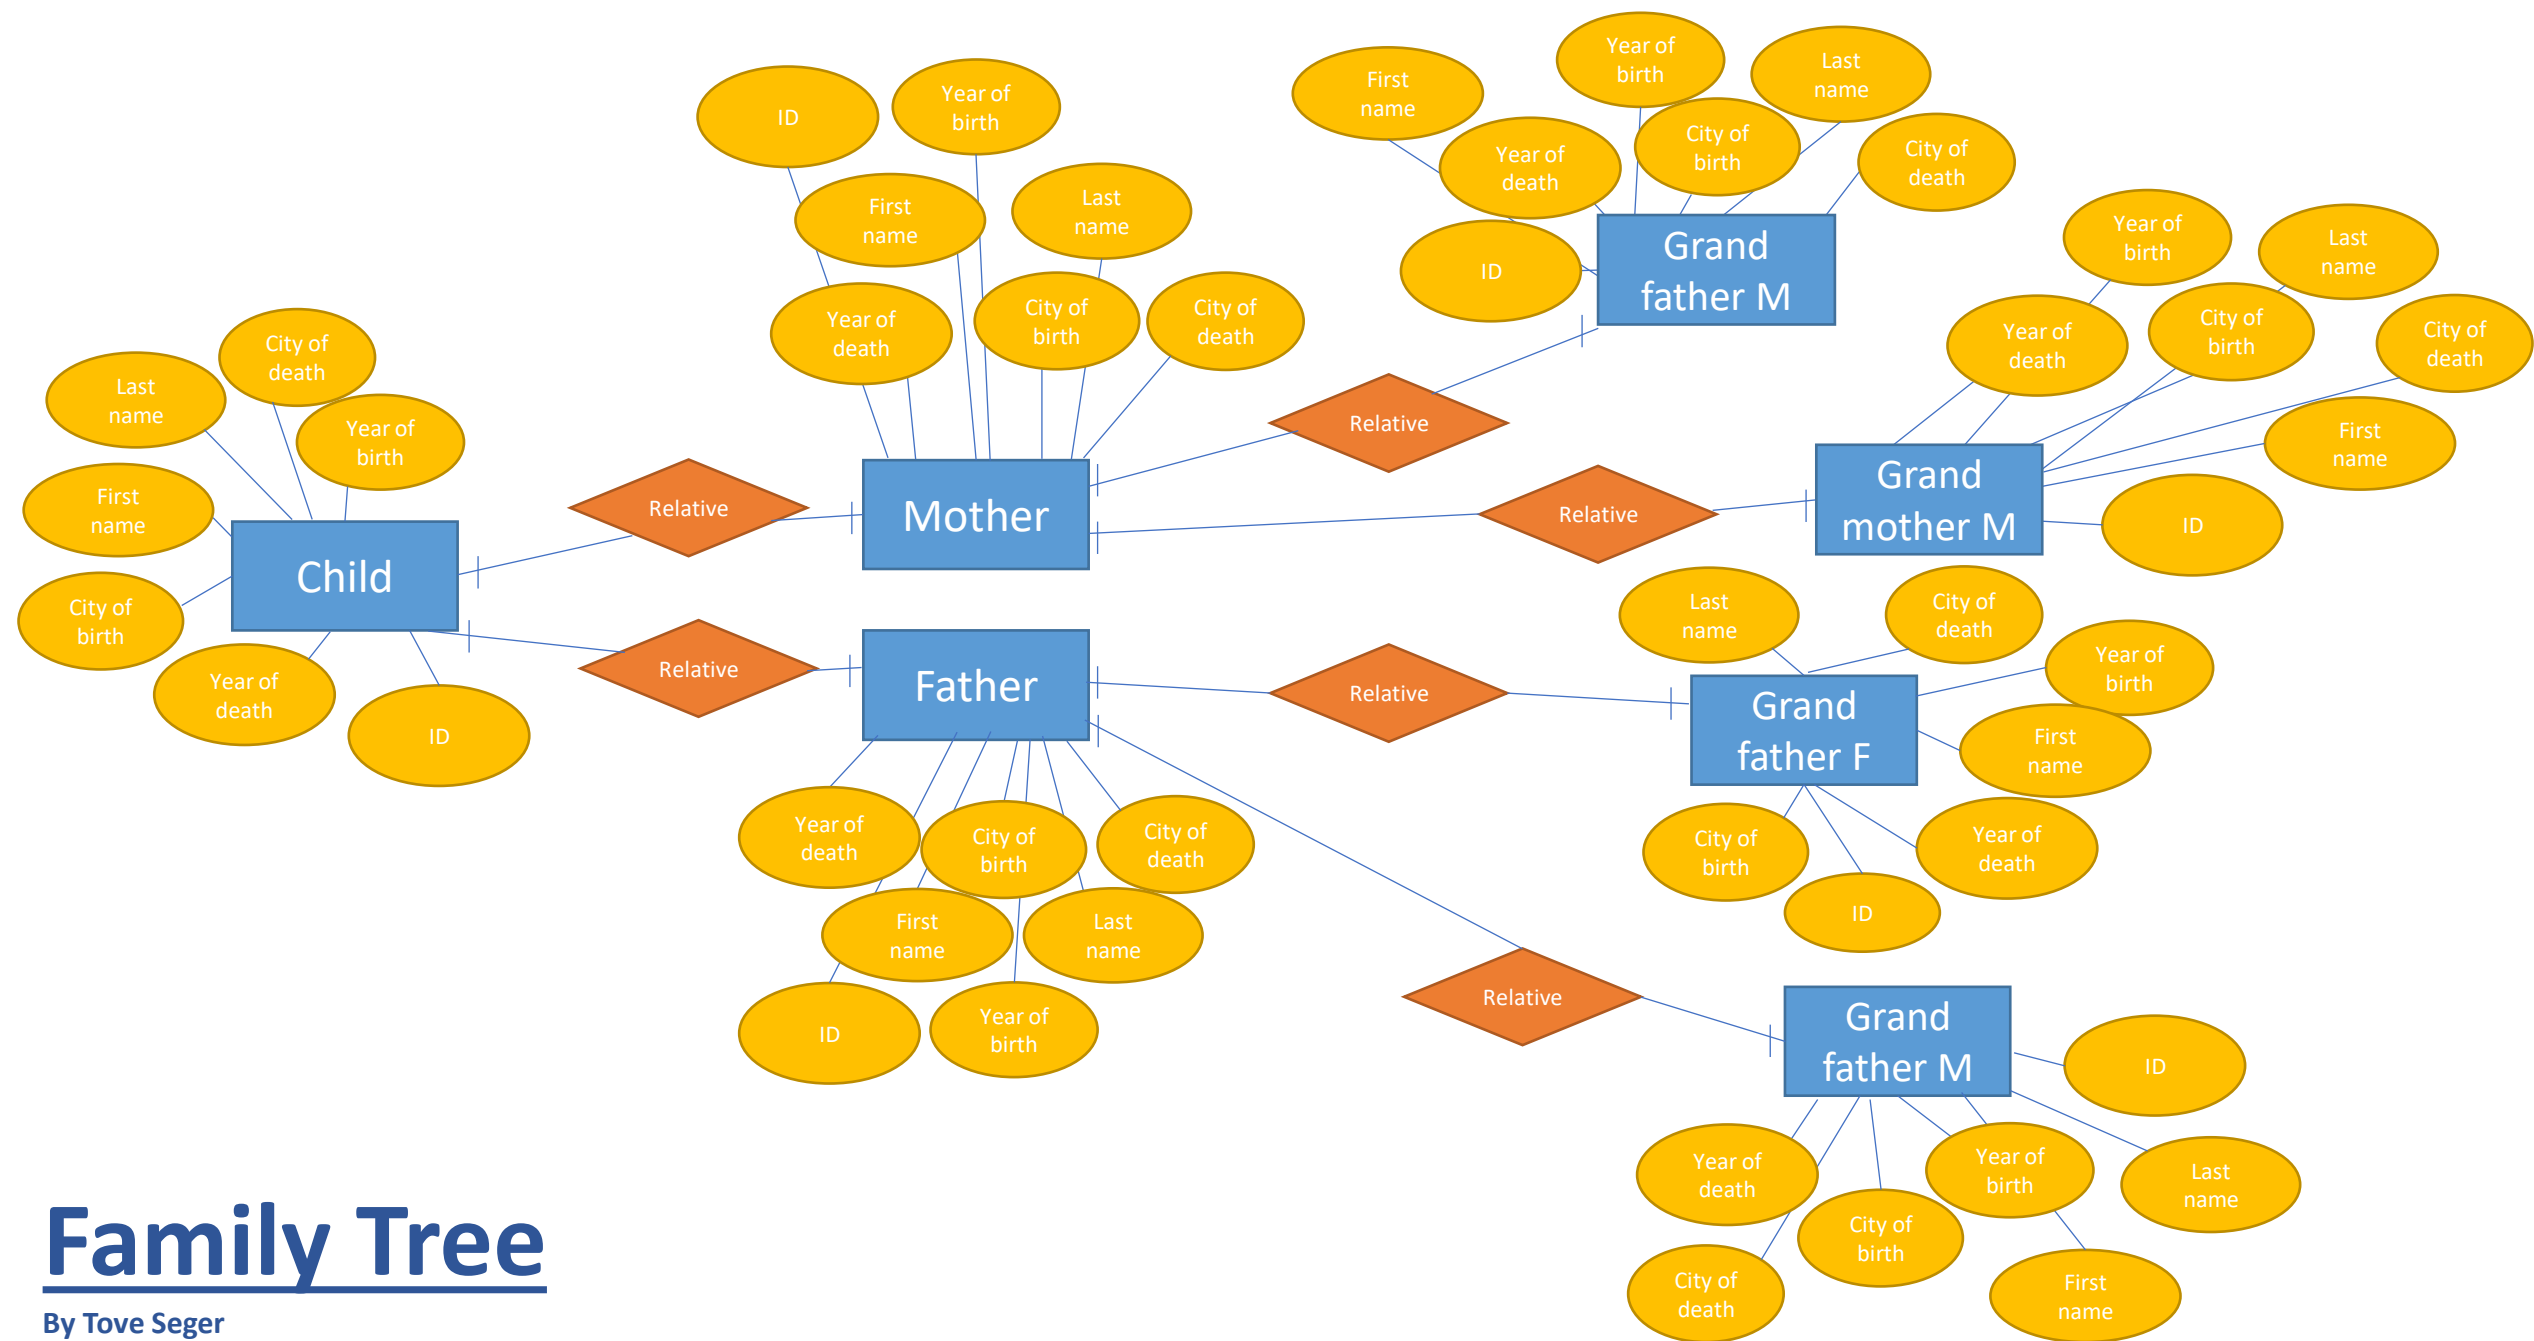 ID
Year of
birth
First
name
Last
name
Year of
death
City of
birth
City of
death
Mother
First
name
Year of
birth
Last
name
Year of
death
City of
birth
City of
death
ID
Grand
father M
Year of
birth
Last
name
Year of
death
City of
birth
City of
death
First
name
ID
Grand
mother M
City of
death
Last
name
Year of
birth
First
name
City of
birth
Year of
death
ID
Child
Relative
Relative
Relative
Relative
Relative
Relative
Father
Year of
death
City of
birth
City of
death
First
name
Last
name
ID
Year of
birth
Last
name
City of
death
Year of
birth
First
name
Grand
father F
City of
birth
Year of
death
ID
Grand
father M
ID
Year of
death
Year of
birth
Last
name
City of
birth
City of
death
First
name
Family Tree
By Tove Seger